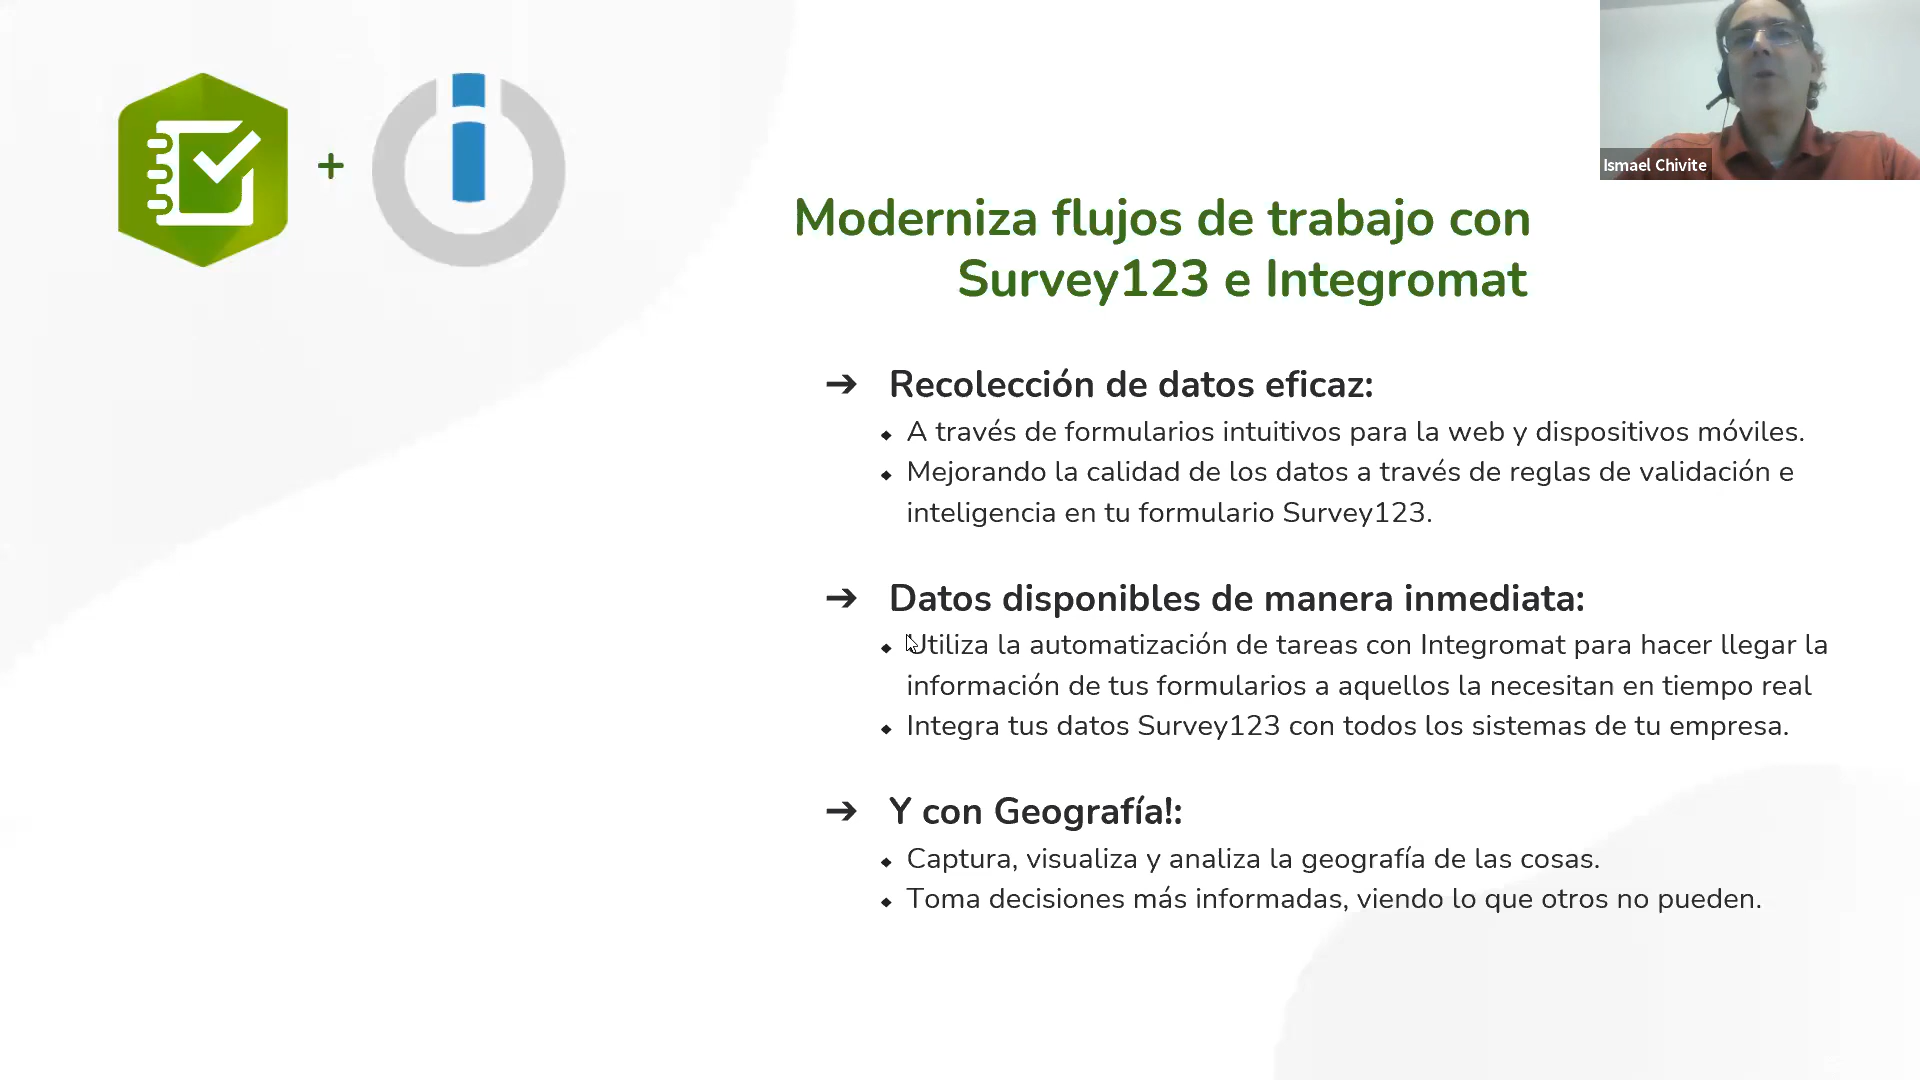 Ismael Chivite
+
Moderniza flujos de trabajo con
Survey123 e Integromat
➔ Recolección de datos eficaz:
◆ A través de formularios intuitivos para la web y dispositivos móviles.
◆ Mejorando la calidad de los datos a través de reglas de validación e
inteligencia en tu formulario Survey123.
➔ Datos disponibles de manera inmediata:
◆ Utiliza la automatización de tareas con Integromat para hacer llegar la
información de tus formularios a aquellos la necesitan en tiempo real
◆ Integra tus datos Survey123 con todos los sistemas de tu empresa.
➔ Y con Geografía!:
◆ Captura, visualiza y analiza la geografía de las cosas.
◆ Toma decisiones más informadas, viendo lo que otros no pueden.